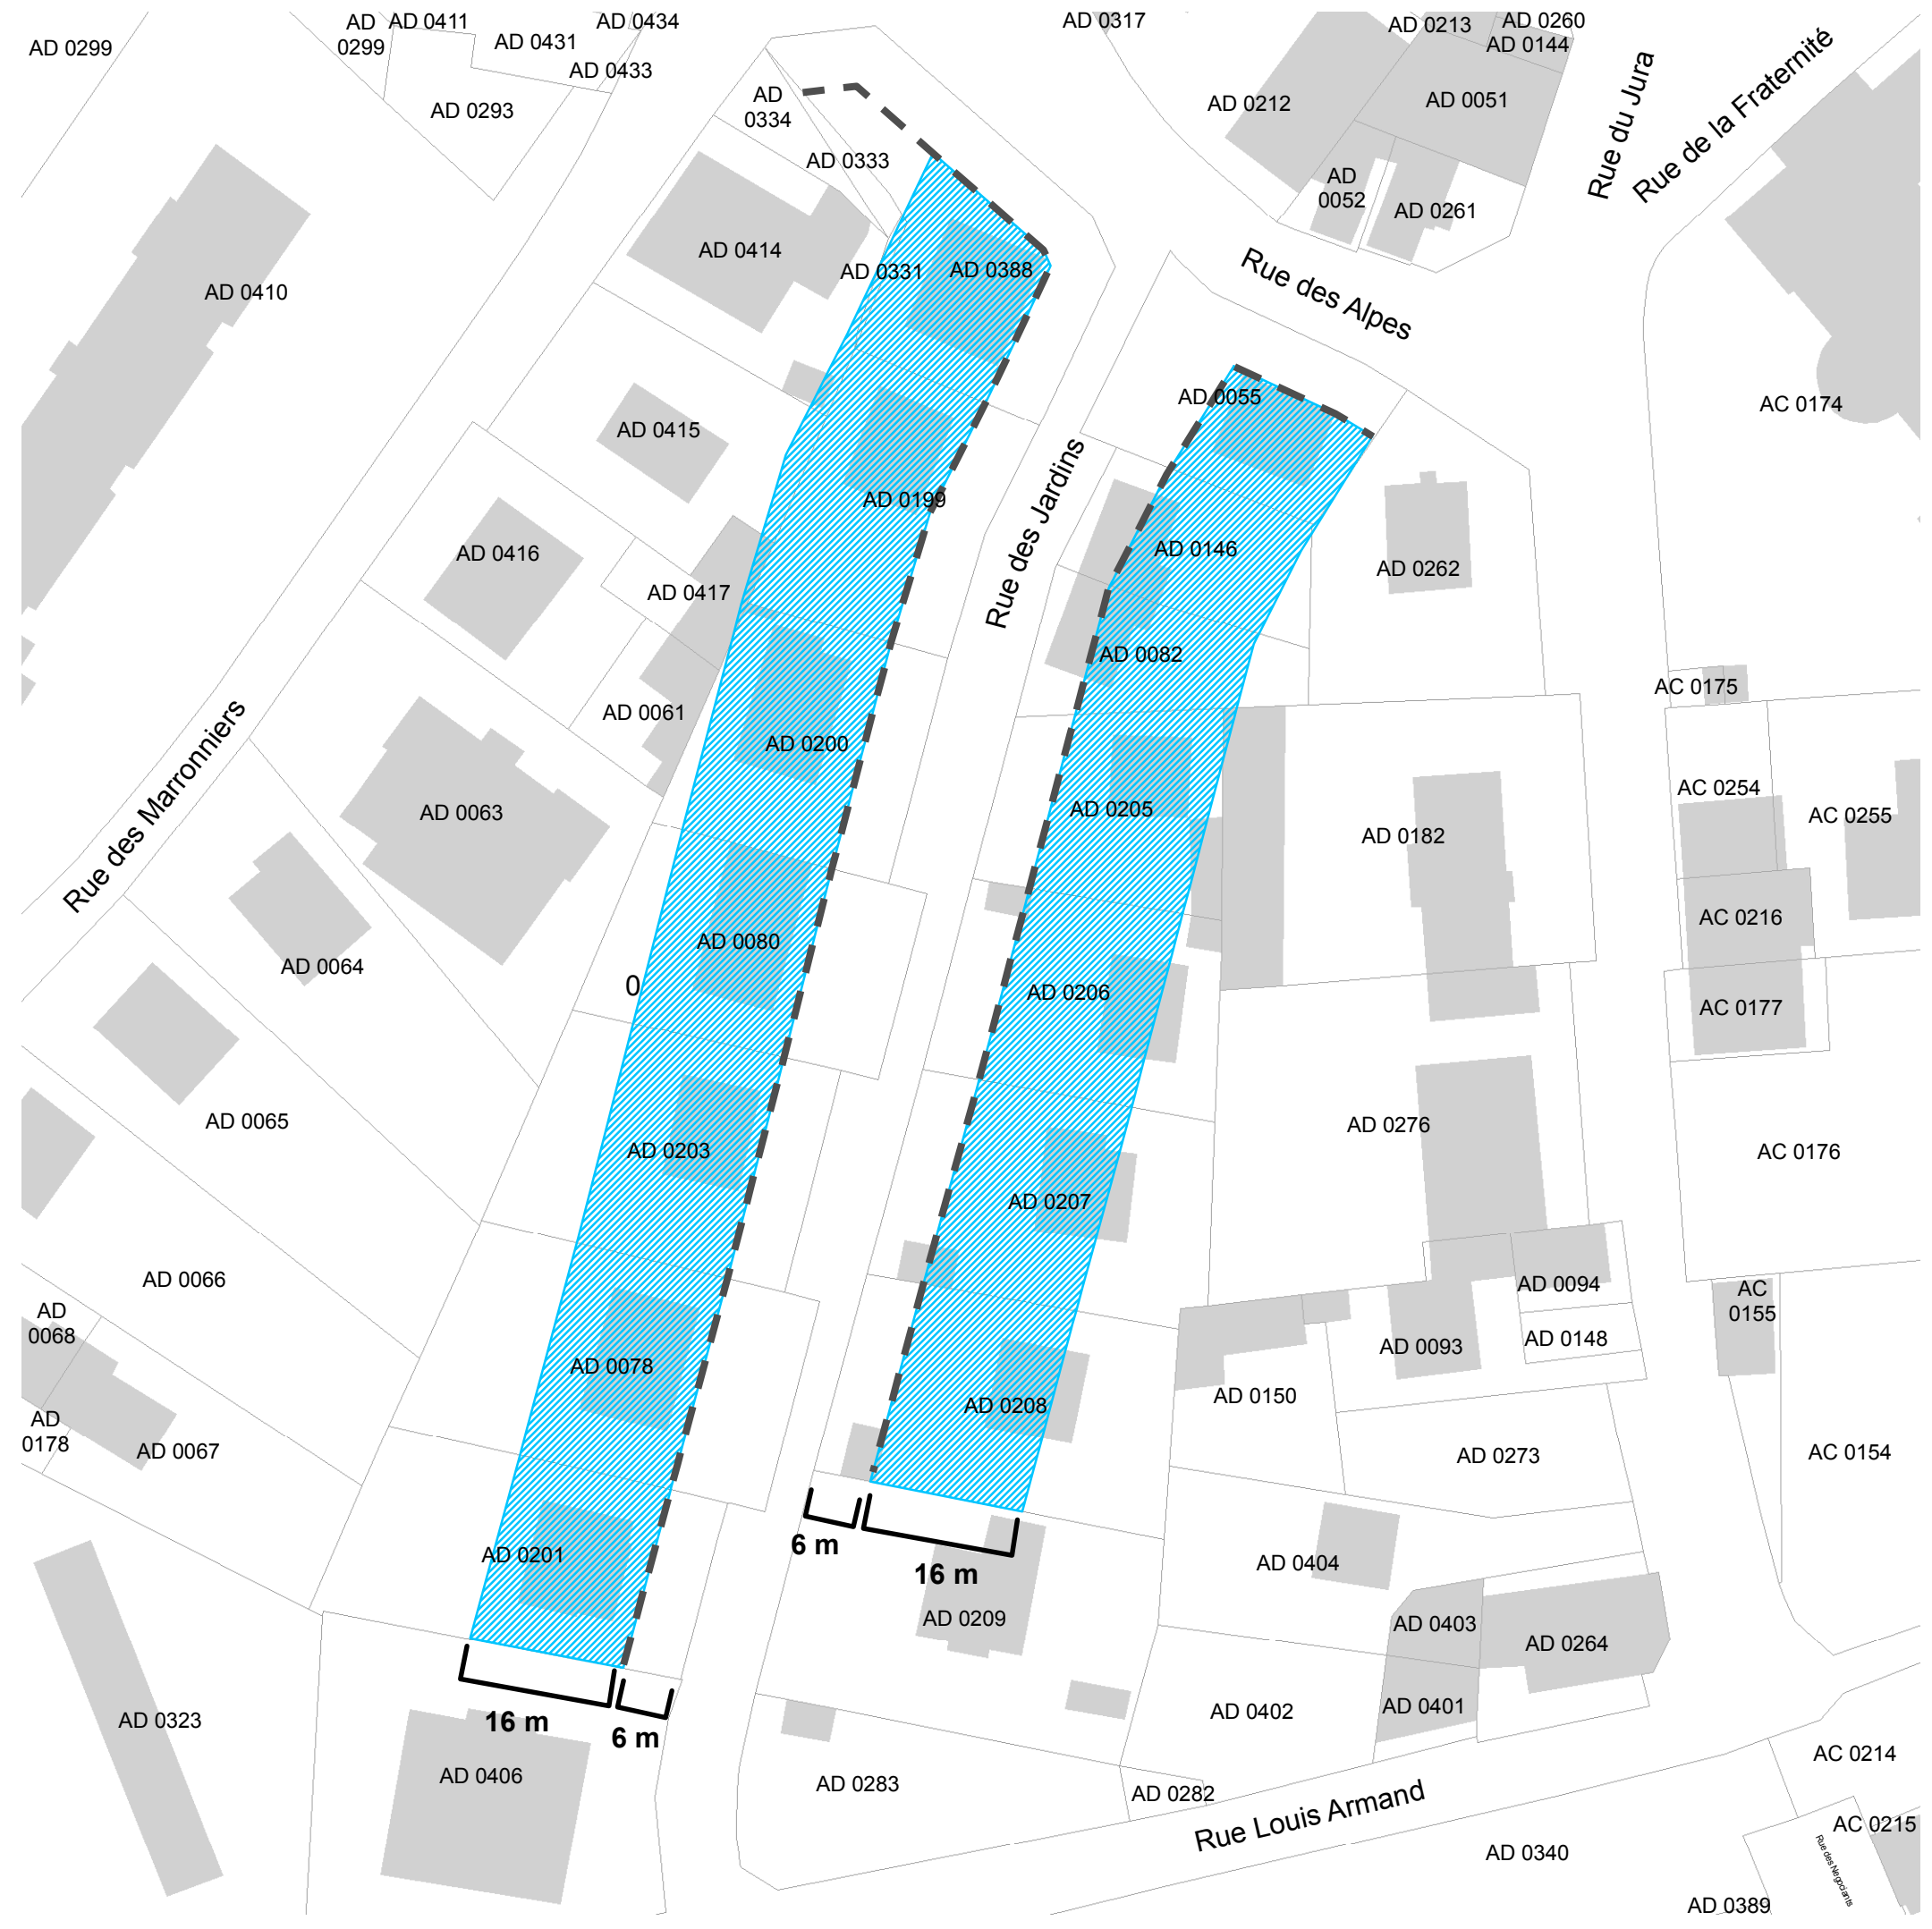 AD 0299
AD
0299
AD 0411
AD 0431
AD 0434
AD 0433
AD 0293
AD 0317
AD 0213
AD 0260
AD 0144
AD 0212
AD 0051
AD
0052
AD 0261
Rue du Jura
Rue de la Fraternité
AD
0334
AD 0333
AD 0414
AD 0331
AD 0388
AD 0410
Rue des Alpes
AD 0055
AC 0174
AD 0415
AD 0199
AD 0416
AD 0417
Rue des Jardins
AD 0146
AD 0262
AD 0082
AD 0061
AD 0200
AC 0175
Rue des Marronniers
AD 0063
AD 0205
AD 0182
AC 0254
AC 0255
AD 0064
AD 0080
0
AD 0206
AC 0216
AC 0177
AD 0065
AD 0203
AD 0207
AD 0276
AC 0176
AD 0066
AD
0068
AD 0078
AD 0208
AD 0094
AD 0148
AD 0093
AC
0155
AD
0178
AD 0067
AD 0150
AD 0273
AC 0154
AD 0201
6 m
16 m
AD 0404
AD 0209
AD 0403
AD 0264
AD 0323
16 m
6 m
AD 0402
AD 0401
AD 0406
AD 0283
AD 0282
Rue Louis Armand
AC 0214
AC 0215
AD 0340
Rue des Negociants
AD 0389